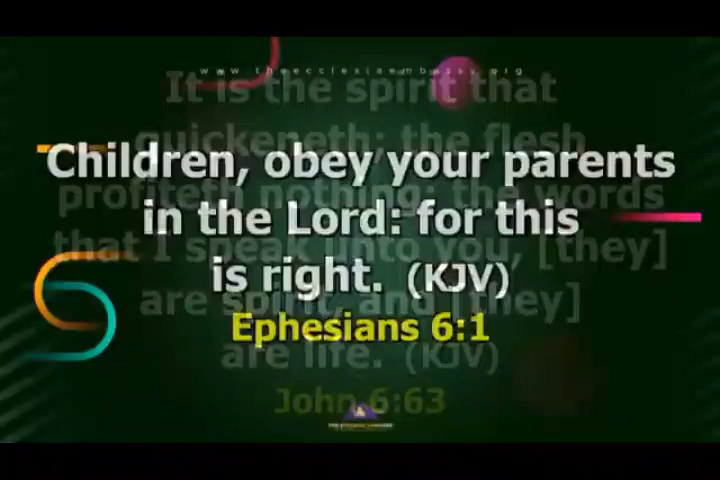 www.theecclesiaembassy.org
It is the spirit that
quickeneth; the flesh
profiteth nothing: the words
that I speak unto you, [they]
are spirit, and [they]
are life. (KJV)
John 6:63
Children, obey your parents
in the Lord: for this
is right. (KJV)
Ephesians 6:1